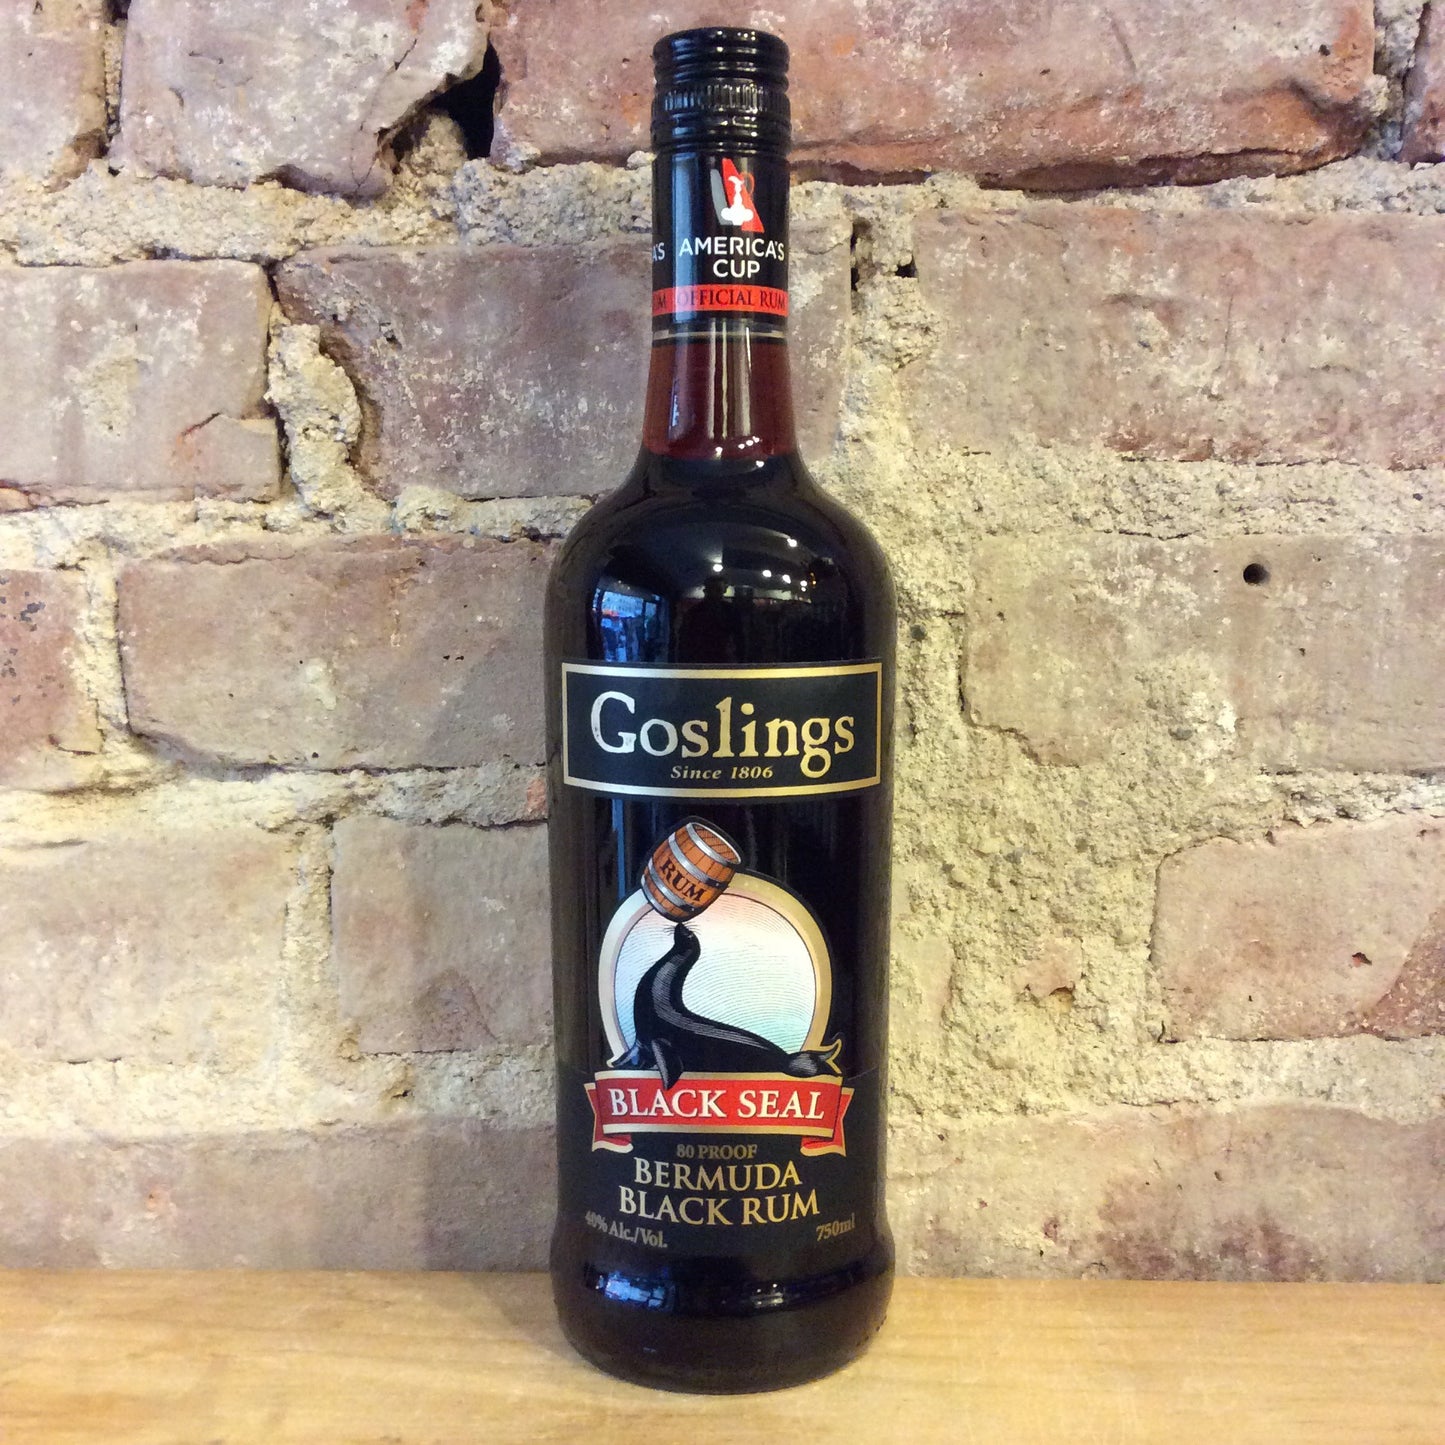 AMERICA'S
CUP
OFFICIAL RUM
Goslings
Since 1806
RUM
BLACK SEAL
80 PROOF
BERMUDA
BLACK RUM
40% Alc./Vol.
750ml